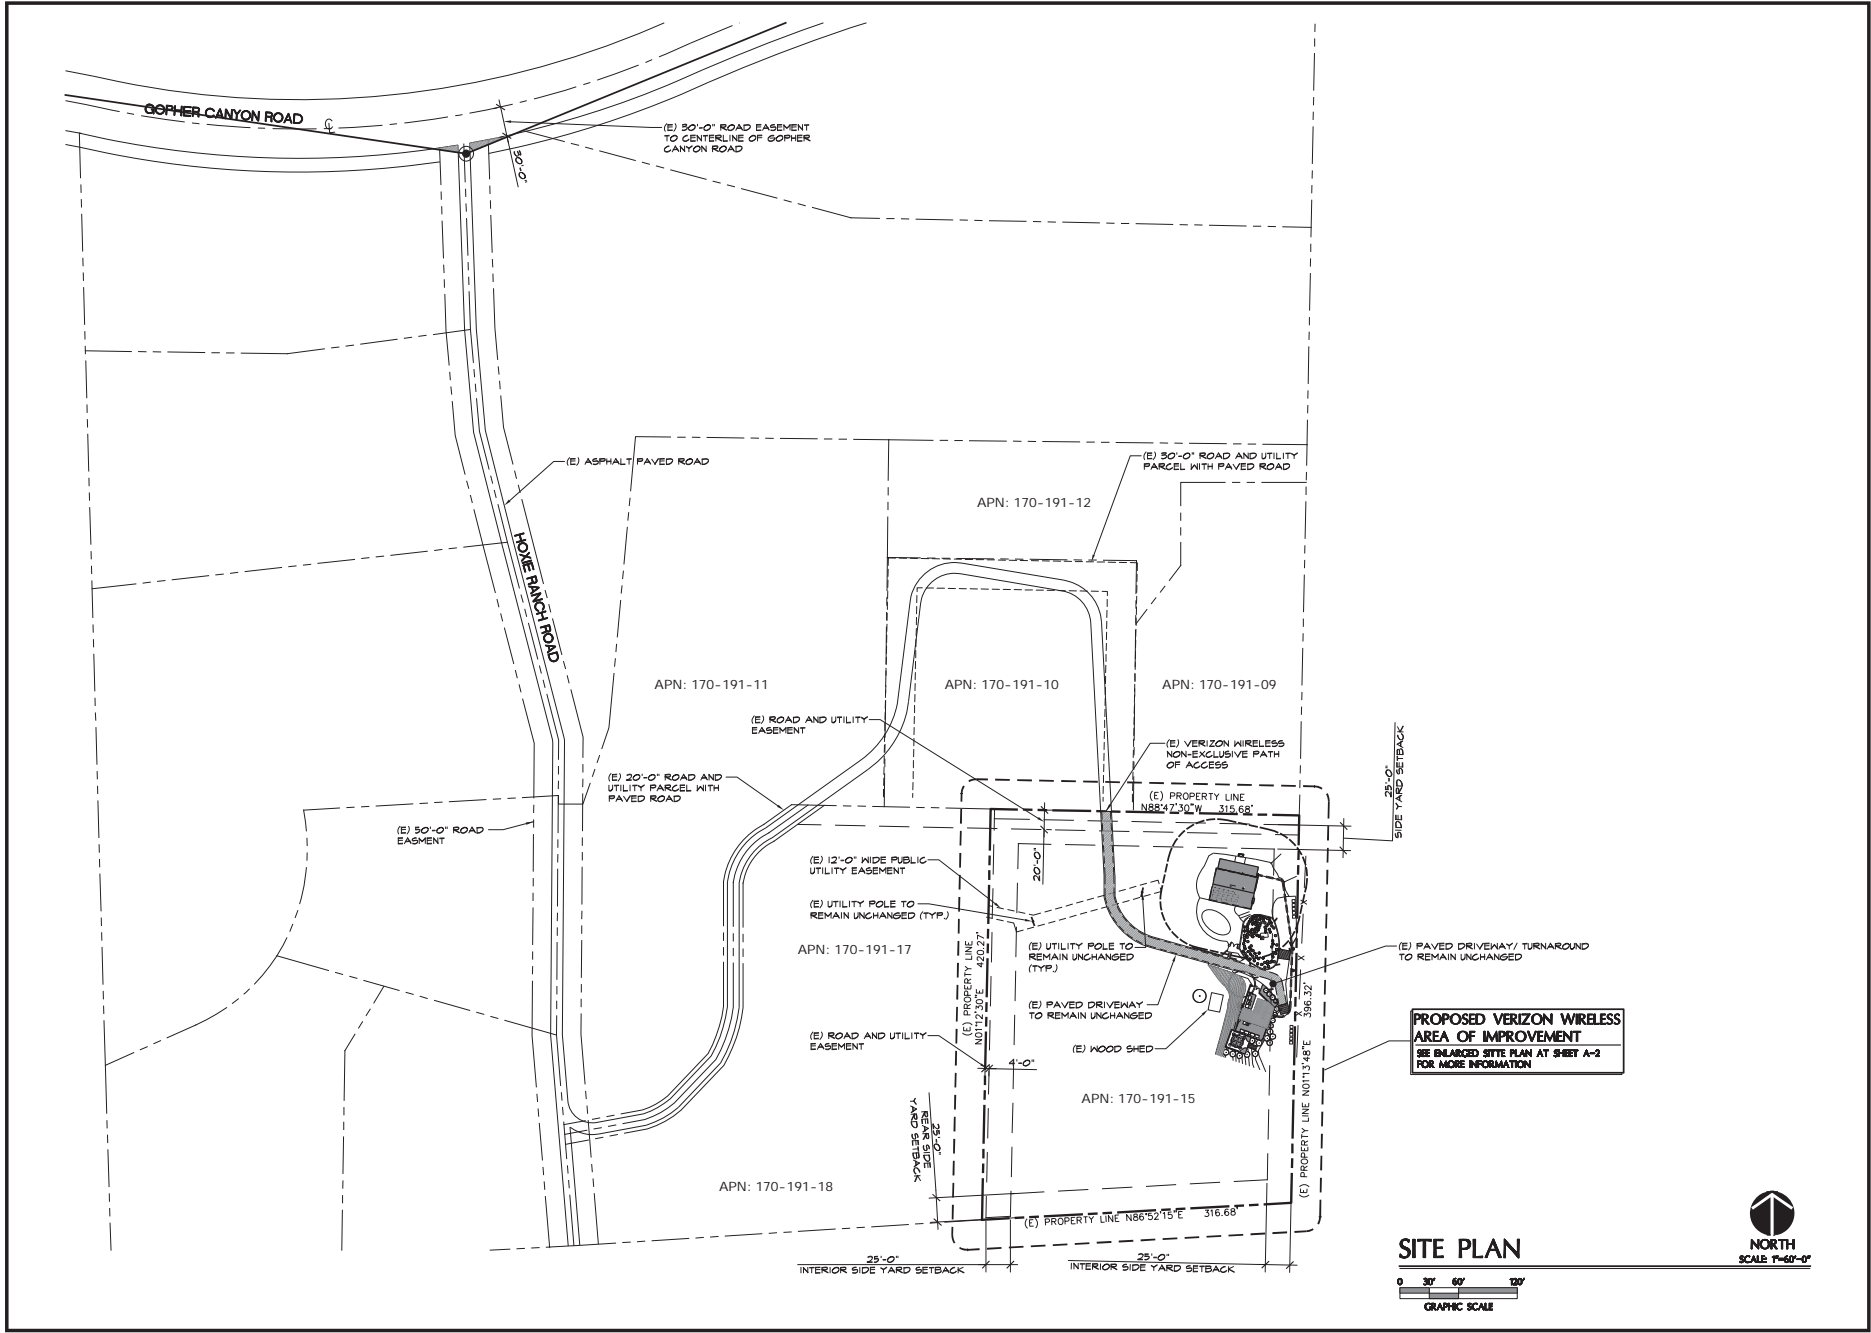 GOPHER CANYON ROAD
(E) 30'-0" ROAD EASEMENT
TO CENTERLINE OF GOPHER
CANYON ROAD
30'-0"
(E) ASPHALT PAVED ROAD
(E) 30'-0" ROAD AND UTILITY
PARCEL WITH PAVED ROAD
APN: 170-191-12
HOXIE RANCH ROAD
APN: 170-191-11
APN: 170-191-10
APN: 170-191-09
(E) ROAD AND UTILITY
EASEMENT
(E) VERIZON WIRELESS
NON-EXCLUSIVE PATH
OF ACCESS
25'-0"
SIDE YARD SETBACK
(E) 20'-0" ROAD AND
UTILITY PARCEL WITH
PAVED ROAD
(E) PROPERTY LINE
N88°47'30"W 315.68'
(E) 50'-0" ROAD
EASMENT
(E) 12'-0" WIDE PUBLIC
UTILITY EASEMENT
20'-0"
(E) UTILITY POLE TO
REMAIN UNCHANGED (TYP.)
APN: 170-191-17
(E) PROPERTY LINE
N01°12'30"E 420.27'
(E) UTILITY POLE TO
REMAIN UNCHANGED
(TYP.)
(E) PAVED DRIVEWAY/ TURNAROUND
TO REMAIN UNCHANGED
(E) PAVED DRIVEWAY
TO REMAIN UNCHANGED
(E) ROAD AND UTILITY
EASEMENT
(E) WOOD SHED
4'-0"
PROPOSED VERIZON WIRELESS
AREA OF IMPROVEMENT
SEE ENLARGED SITTE PLAN AT SHEET A-2
FOR MORE INFORMATION
(E) PROPERTY LINE N01°13'48"E 396.32'
APN: 170-191-15
25'-0"
REAR SIDE
YARD SETBACK
APN: 170-191-18
(E) PROPERTY LINE N86°52'15"E 316.68'
25'-0"
INTERIOR SIDE YARD SETBACK
25'-0"
INTERIOR SIDE YARD SETBACK
SITE PLAN
NORTH
SCALE: 1"=60'-0"
0 30' 60' 120'
GRAPHIC SCALE